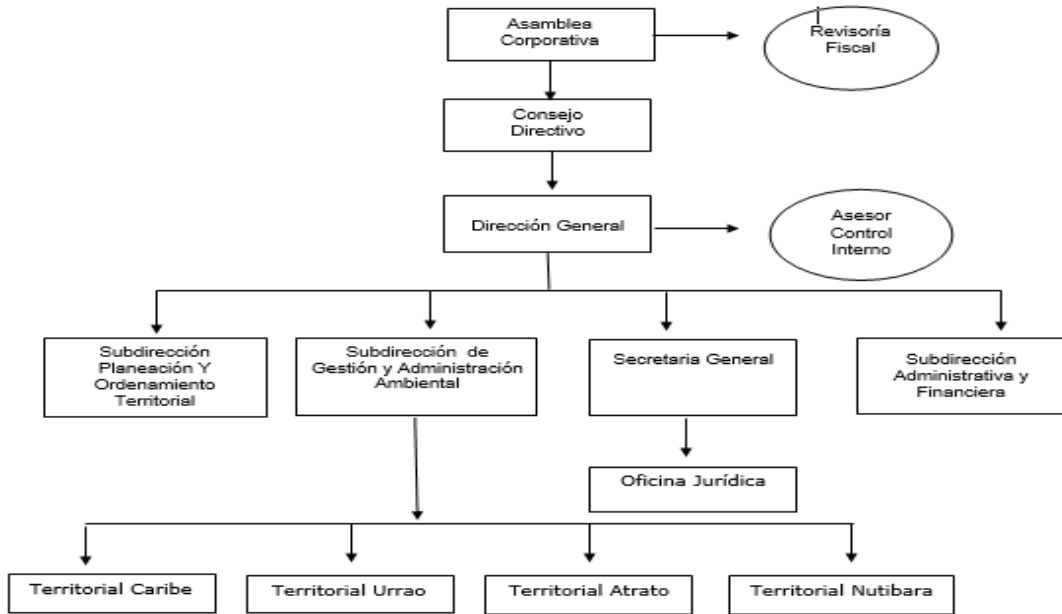 Asamblea
Corporativa
Revisoría
Fiscal
Consejo
Directivo
Dirección General
Asesor
Control
Interno
Subdirección
Planeación Y
Ordenamiento
Territorial
Subdirección de
Gestión y Administración
Ambiental
Secretaria General
Subdirección
Administrativa y
Financiera
Oficina Jurídica
Territorial Caribe
Territorial Urrao
Territorial Atrato
Territorial Nutibara